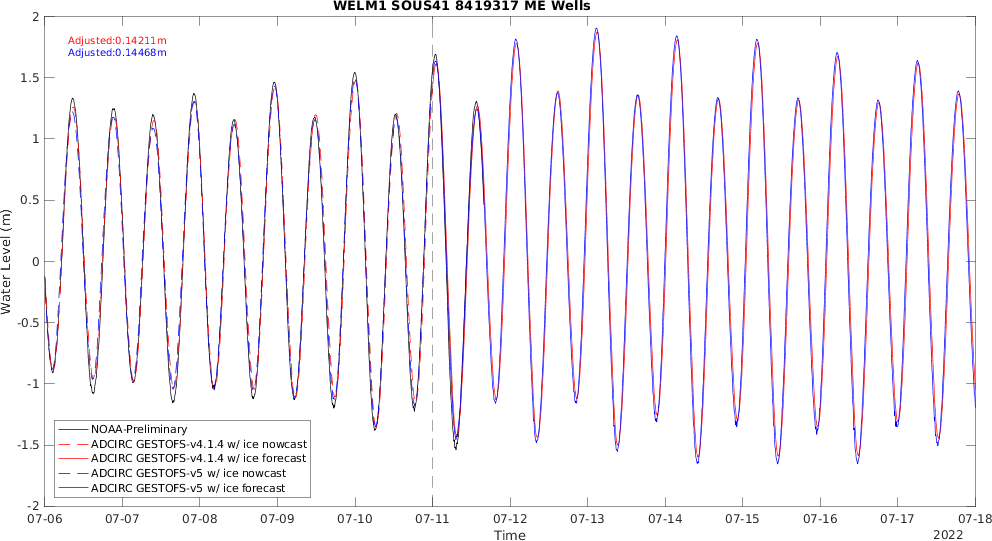 WELM1 SOUS41 8419317 ME Wells
Adjusted:0.14211m
Adjusted:0.14468m
2
1.5
1
0.5
0
-0.5
-1
-1.5
-2
Water Level (m)
NOAA-Preliminary
ADCIRC GESTOFS-v4.1.4 w/ ice nowcast
ADCIRC GESTOFS-v4.1.4 w/ ice forecast
ADCIRC GESTOFS-v5 w/ ice nowcast
ADCIRC GESTOFS-v5 w/ ice forecast
07-06 07-07 07-08 07-09 07-10 07-11 07-12 07-13 07-14 07-15 07-16 07-17 07-18
Time
2022